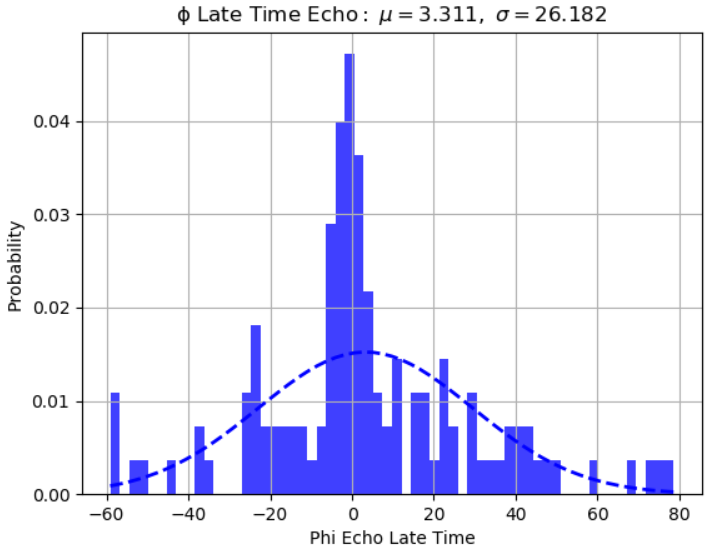 ϕ Late Time Echo: μ = 3.311, σ = 26.182
Probability
0.04
0.03
0.02
0.01
0.00
−60 −40 −20 0 20 40 60 80
Phi Echo Late Time